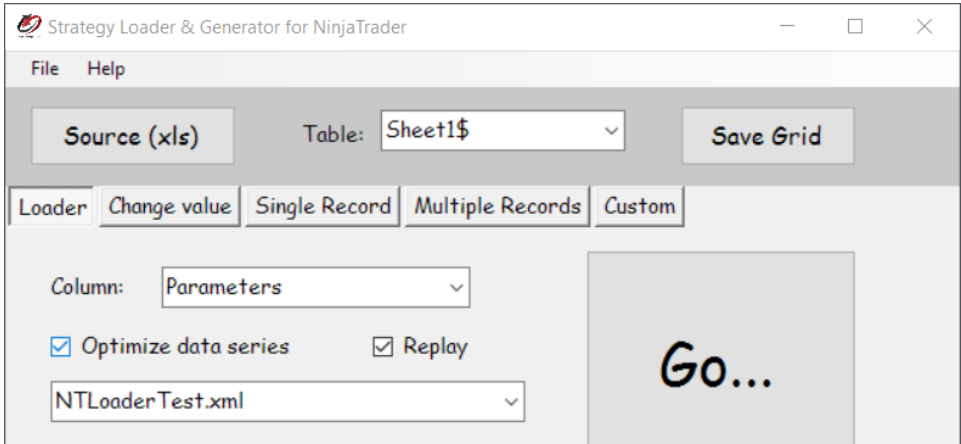 Strategy Loader & Generator for NinjaTrader
File Help
Source (xls) Table: Sheet1$ Save Grid
Loader Change value Single Record Multiple Records Custom
Column: Parameters
Optimize data series Replay
Go...
NTLoaderTest.xml